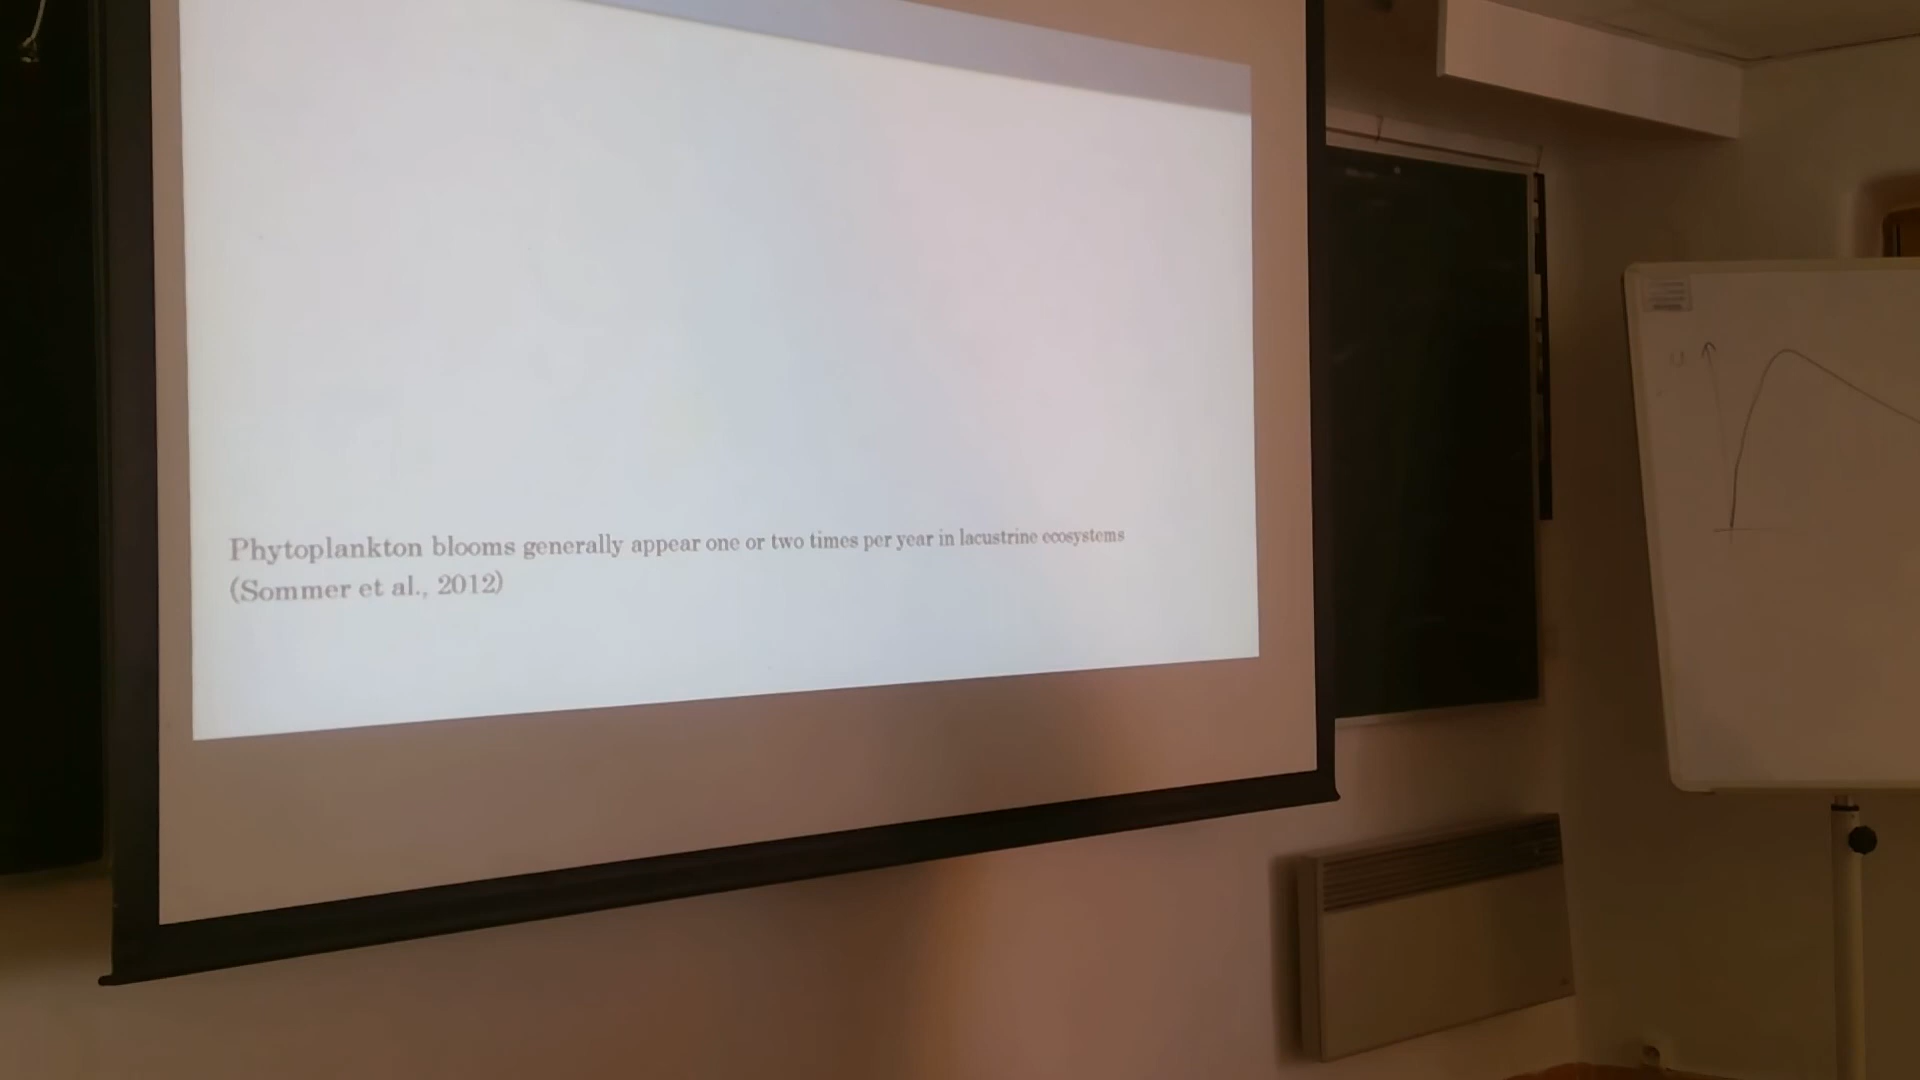 Phytoplankton blooms generally appear one or two times per year in lacustrine ecosystems
(Sommer et al., 2012)